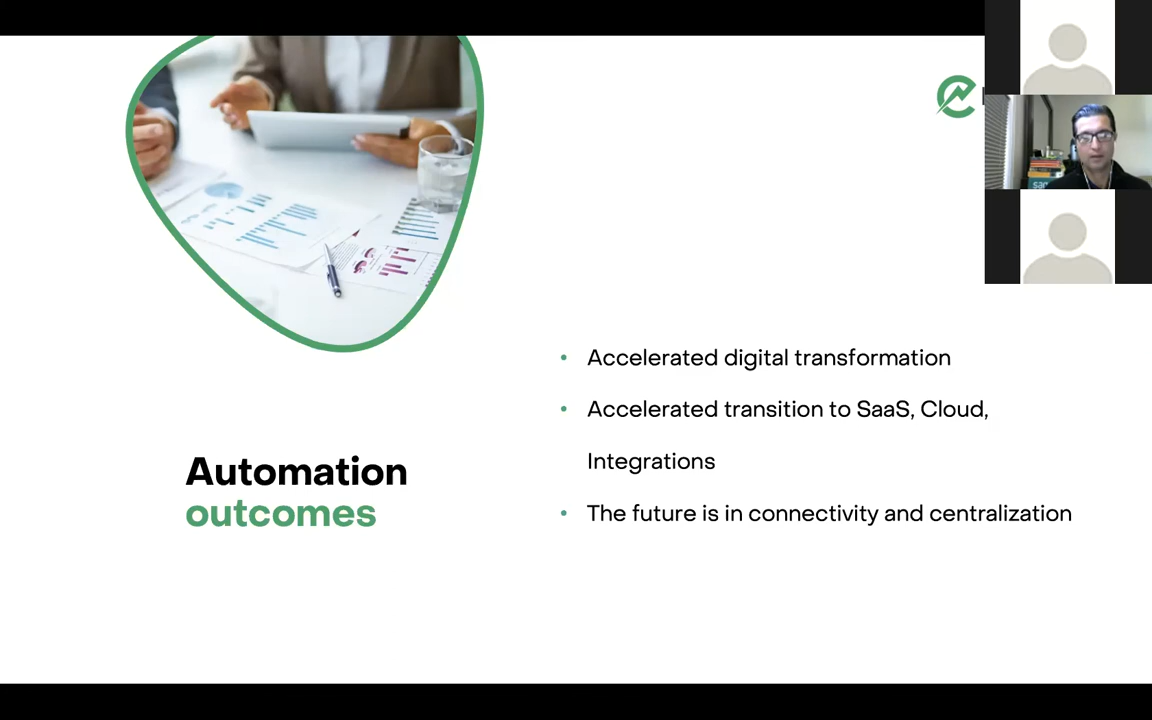 Automation
outcomes
Accelerated digital transformation
Accelerated transition to SaaS, Cloud,
Integrations
The future is in connectivity and centralization